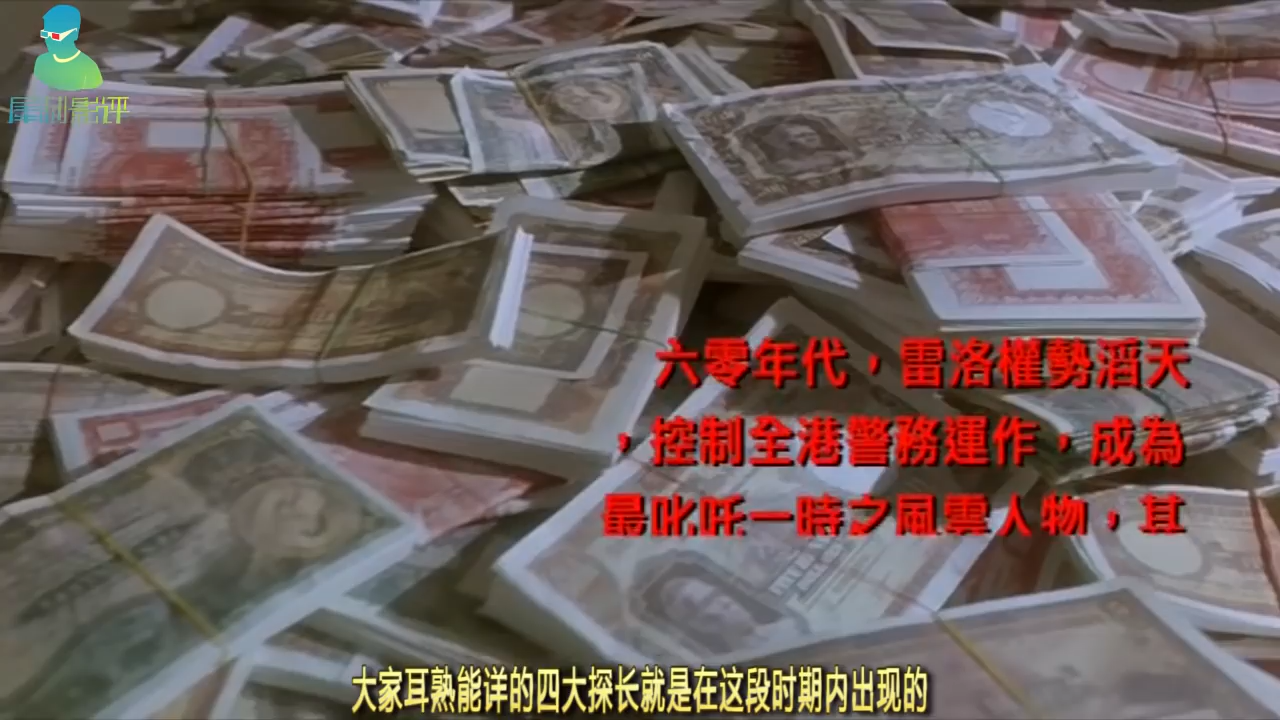 六零年代，雷洛權勢滔天
，控制全港警務運作，成為
最叱咤一時之風雲人物，其
大家耳熟能详的四大探长就是在这段时期内出现的